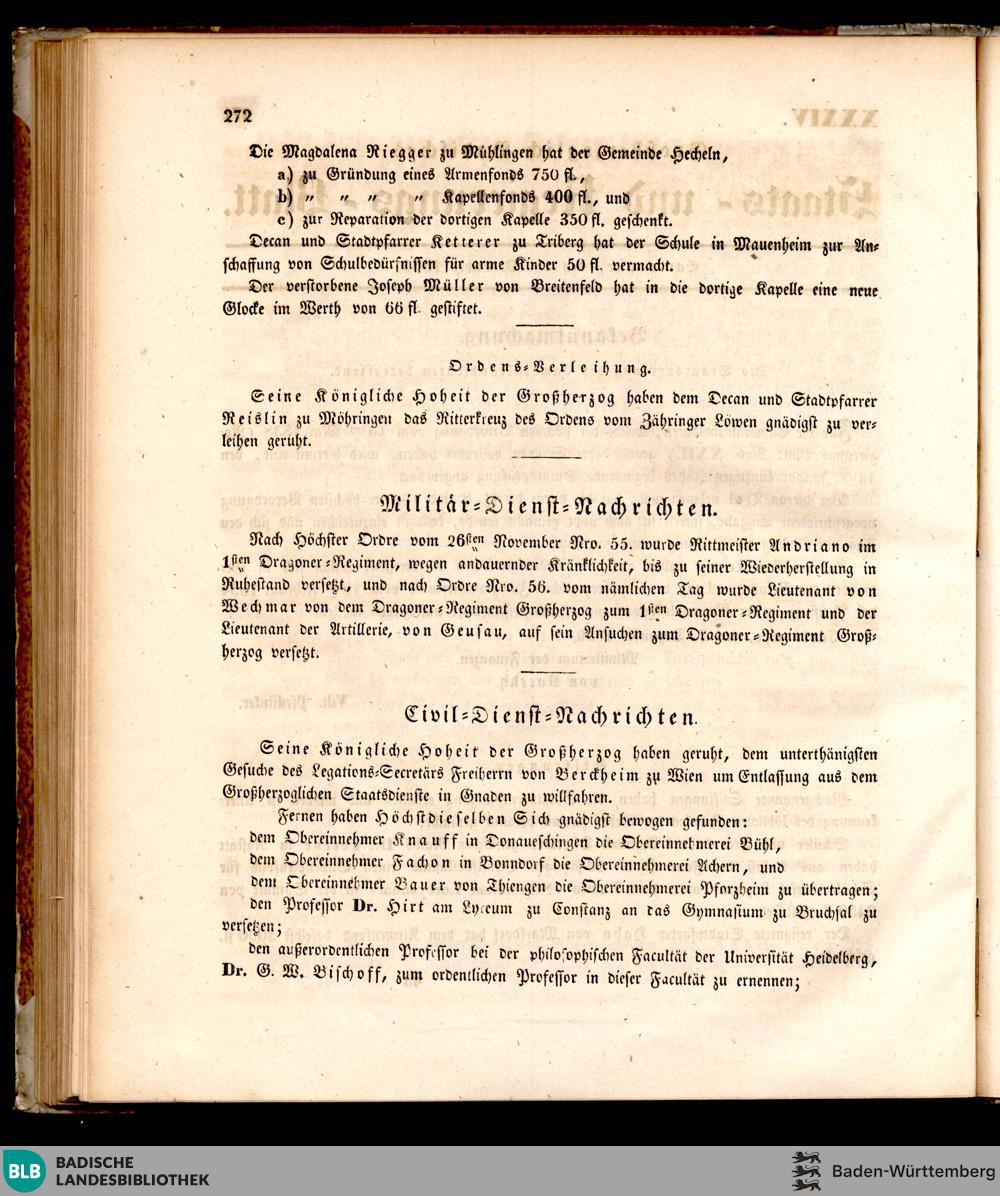 272
Die Magdalena Riegger zu Mühlingen hat der Gemeinde Hecheln,
a) zu Gründung eines Armenfonds 750 fl.,
b) „ „ „ „ Kapellenfonds 400 fl., und
c) zur Reparation der dortigen Kapelle 350 fl. geschenkt.
Decan und Stadtpfarrer Ketterer zu Triberg hat der Schule in Mauenheim zur An-
schaffung von Schulbedürfnissen für arme Kinder 50 fl. vermacht.
Der verstorbene Joseph Müller von Breitenfeld hat in die dortige Kapelle eine neue
Glocke im Werth von 66 fl. gestiftet.
Ordens-Verleihung.
Seine Königliche Hoheit der Großherzog haben dem Decan und Stadtpfarrer
Reislin zu Möhringen das Ritterkreuz des Ordens vom Zähringer Löwen gnädigst zu ver-
leihen geruht.
Militär-Dienst-Nachrichten.
Nach Höchster Ordre vom 26sten November Nro. 55. wurde Rittmeister Andriano im
1sten Dragoner-Regiment, wegen andauernder Kränklichkeit, bis zu seiner Wiederherstellung in
Ruhestand versetzt, und nach Ordre Nro. 56. vom nämlichen Tag wurde Lieutenant von
Wechmar von dem Dragoner-Regiment Großherzog zum 1sten Dragoner-Regiment und der
Lieutenant der Artillerie, von Geusau, auf sein Ansuchen zum Dragoner-Regiment Groß-
herzog versetzt.
Civil-Dienst-Nachrichten.
Seine Königliche Hoheit der Großherzog haben geruht, dem unterthänigsten
Gesuche des Legations-Secretärs Freiherrn von Berckheim zu Wien um Entlassung aus dem
Großherzoglichen Staatsdienste in Gnaden zu willfahren.
Fernen haben Höchstdieselben Sich gnädigst bewogen gefunden:
dem Obereinnehmer Knauff in Donaueschingen die Obereinnehmerei Bühl,
dem Obereinnehmer Fachon in Bonndorf die Obereinnehmerei Achern, und
dem Obereinnehmer Bauer von Thiengen die Obereinnehmerei Pforzheim zu übertragen;
den Professor Dr. Hirt am Lyceum zu Constanz an das Gymnasium zu Bruchsal zu
versetzen;
den außerordentlichen Professor bei der philosophischen Facultät der Universität Heidelberg,
Dr. G. W. Bischoff, zum ordentlichen Professor in dieser Facultät zu ernennen;
BLB BADISCHE
LANDESBIBLIOTHEK
Baden-Württemberg